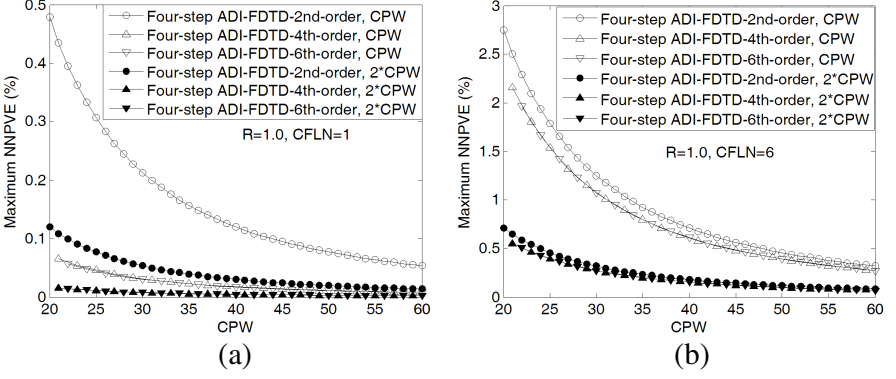 0.5
0.4
0.3
0.2
0.1
0
Maximum NNPVE (%)
Four-step ADI-FDTD-2nd-order, CPW
Four-step ADI-FDTD-4th-order, CPW
Four-step ADI-FDTD-6th-order, CPW
Four-step ADI-FDTD-2nd-order, 2*CPW
Four-step ADI-FDTD-4th-order, 2*CPW
Four-step ADI-FDTD-6th-order, 2*CPW
R=1.0, CFLN=1
20 25 30 35 40 45 50 55 60
CPW
(a)
3
2.5
2
1.5
1
0.5
0
Maximum NNPVE (%)
Four-step ADI-FDTD-2nd-order, CPW
Four-step ADI-FDTD-4th-order, CPW
Four-step ADI-FDTD-6th-order, CPW
Four-step ADI-FDTD-2nd-order, 2*CPW
Four-step ADI-FDTD-4th-order, 2*CPW
Four-step ADI-FDTD-6th-order, 2*CPW
R=1.0, CFLN=6
20 25 30 35 40 45 50 55 60
CPW
(b)